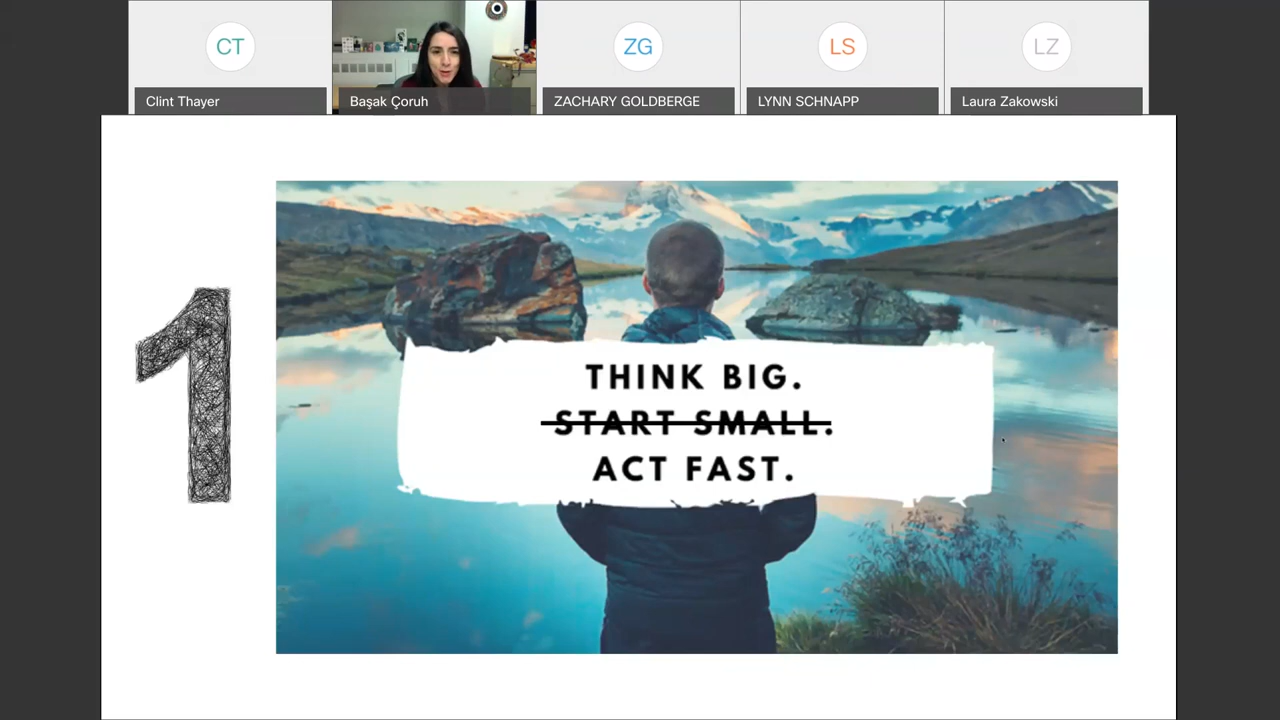 CT
Clint Thayer
Başak Çoruh
ZG
ZACHARY GOLDBERGE
LS
LYNN SCHNAPP
LZ
Laura Zakowski
1
THINK BIG.
START SMALL.
ACT FAST.